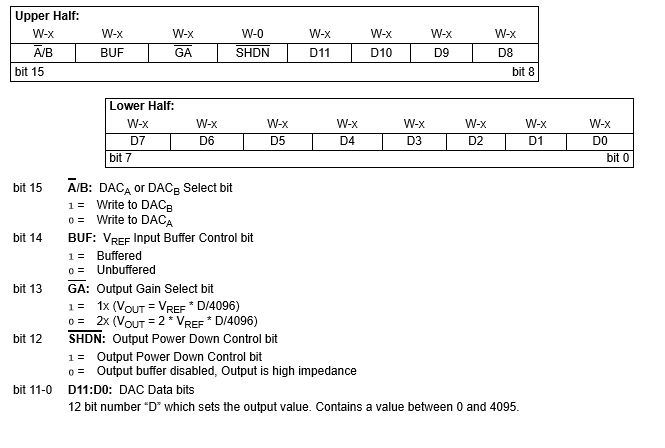 Upper Half:
W-x W-x W-x W-0 W-x W-x W-x W-x
A̅/B BUF G̅A̅ S̅H̅D̅N̅ D11 D10 D9 D8
bit 15 bit 8
Lower Half:
W-x W-x W-x W-x W-x W-x W-x W-x
D7 D6 D5 D4 D3 D2 D1 D0
bit 7 bit 0
bit 15 A̅/B: DACA or DACB Select bit
1 = Write to DACB
0 = Write to DACA
bit 14 BUF: VREF Input Buffer Control bit
1 = Buffered
0 = Unbuffered
bit 13 G̅A̅: Output Gain Select bit
1 = 1x (VOUT = VREF * D/4096)
0 = 2x (VOUT = 2 * VREF * D/4096)
bit 12 S̅H̅D̅N̅: Output Power Down Control bit
1 = Output Power Down Control bit
0 = Output buffer disabled, Output is high impedance
bit 11-0 D11:D0: DAC Data bits
12 bit number “D” which sets the output value. Contains a value between 0 and 4095.